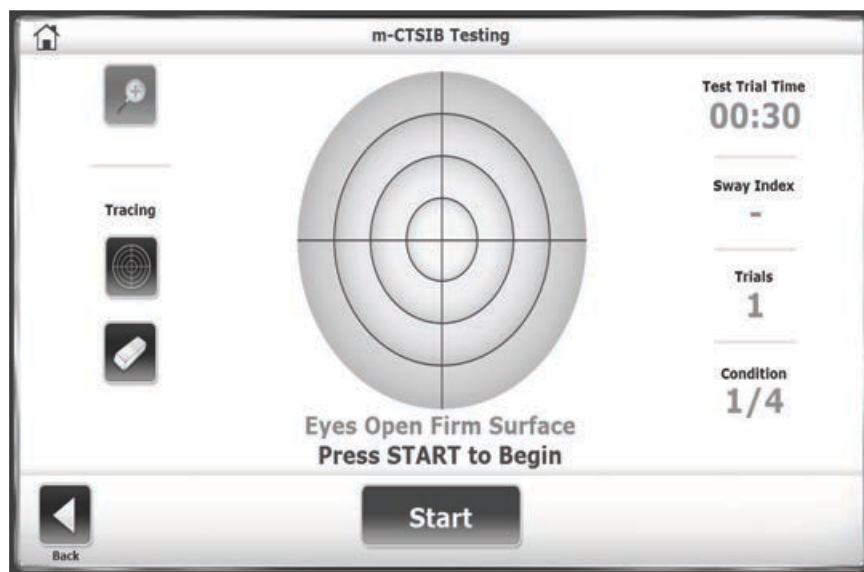 m-CTSIB Testing
Test Trial Time
00:30
Sway Index
-
Tracing
Trials
1
Condition
1/4
Eyes Open Firm Surface
Press START to Begin
Start
Back